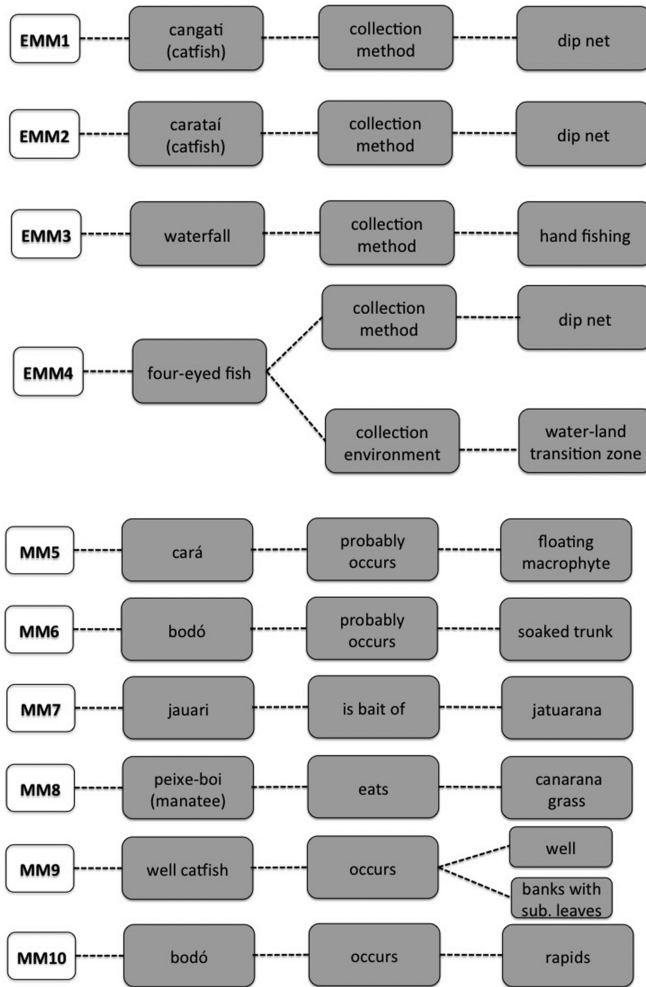 EMM1
cangati
(catfish)
collection
method
dip net
EMM2
carataí
(catfish)
collection
method
dip net
EMM3
waterfall
collection
method
hand fishing
EMM4
four-eyed fish
collection
method
dip net
collection
environment
water-land
transition zone
MM5
cará
probably
occurs
floating
macrophyte
MM6
bodó
probably
occurs
soaked trunk
MM7
jauari
is bait of
jatuarana
MM8
peixe-boi
(manatee)
eats
canarana
grass
MM9
well catfish
occurs
well
banks with
sub. leaves
MM10
bodó
occurs
rapids